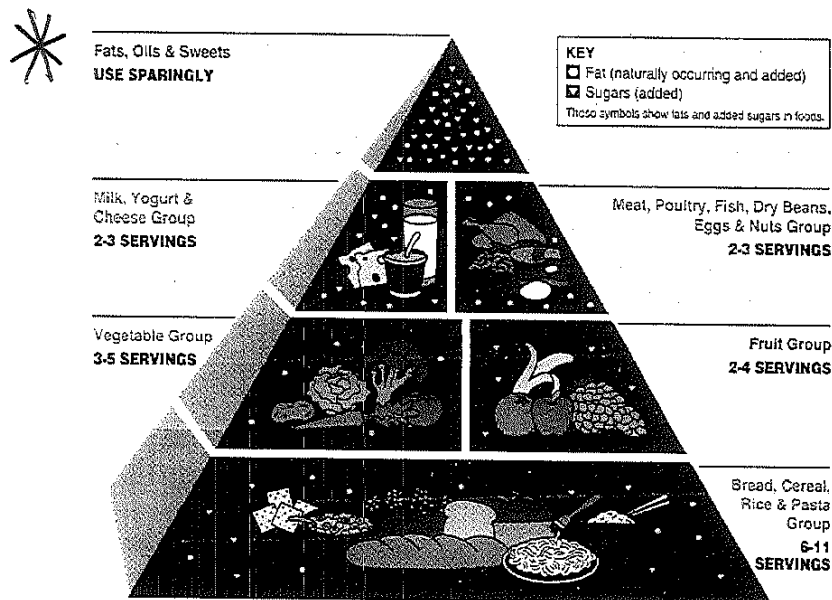 Fats, Oils & Sweets
USE SPARINGLY
KEY
Fat (naturally occurring and added)
Sugars (added)
These symbols show fats and added sugars in foods.
Milk, Yogurt &
Cheese Group
2-3 SERVINGS
Meat, Poultry, Fish, Dry Beans,
Eggs & Nuts Group
2-3 SERVINGS
Vegetable Group
3-5 SERVINGS
Fruit Group
2-4 SERVINGS
Bread, Cereal,
Rice & Pasta
Group
6-11
SERVINGS